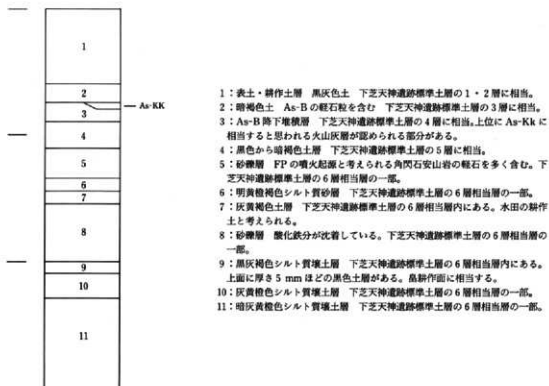 1
2
As-KK
3
4
5
6
7
8
9
10
11
1：表土・耕作土層　黒灰色土　下芝天神遺跡標準土層の1・2層に相当。
2：暗褐色土　As-Bの軽石粒を含む　下芝天神遺跡標準土層の3層に相当。
3：As-B降下堆積層　下芝天神遺跡標準土層の4層に相当。上位にAs-Kkに
相当すると思われる火山灰層が認められる部分がある。
4：黒色から暗褐色土層　下芝天神遺跡標準土層の5層に相当。
5：砂礫層　FPの噴火起源と考えられる角閃石安山岩の軽石を多く含む。下
芝天神遺跡標準土層の6層相当層の一部。
6：明黄橙褐色シルト質砂層　下芝天神遺跡標準土層の6層相当層の一部。
7：灰黄褐色土層　下芝天神遺跡標準土層の6層相当層内にある。水田の耕作
土と考えられる。
8：砂礫層　酸化鉄分が沈着している。下芝天神遺跡標準土層の6層相当層の
一部。
9：黒灰褐色シルト質壌土層　下芝天神遺跡標準土層の6層相当層内にある。
上面に厚さ5mmほどの黒色土層がある。畠耕作面に相当する。
10：灰黄橙色シルト質壌土層　下芝天神遺跡標準土層の6層相当層の一部。
11：暗灰黄橙色シルト質壌土層　下芝天神遺跡標準土層の6層相当層の一部。